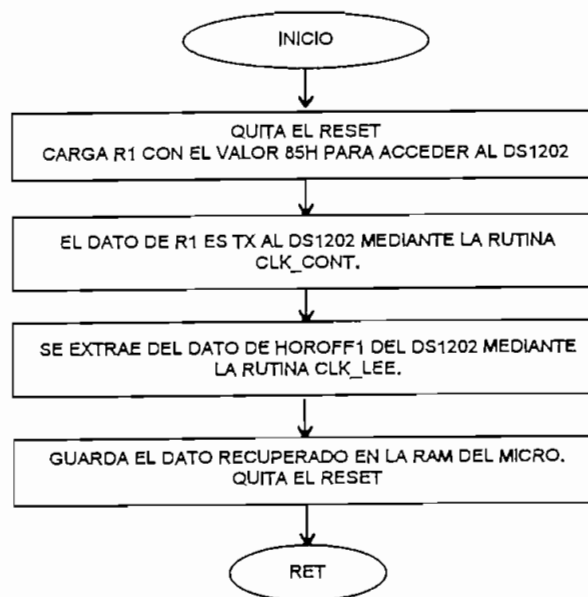 INICIO
QUITA EL RESET
CARGA R1 CON EL VALOR 85H PARA ACCEDER AL DS1202
EL DATO DE R1 ES TX AL DS1202 MEDIANTE LA RUTINA
CLK_CONT.
SE EXTRAE DEL DATO DE HOROFF1 DEL DS1202 MEDIANTE
LA RUTINA CLK_LEE.
GUARDA EL DATO RECUPERADO EN LA RAM DEL MICRO.
QUITA EL RESET
RET